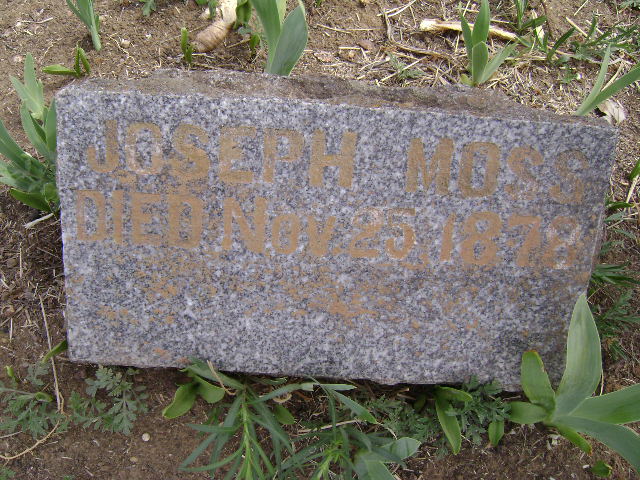 JOSEPH MOSS
DIED Nov. 25, 1878